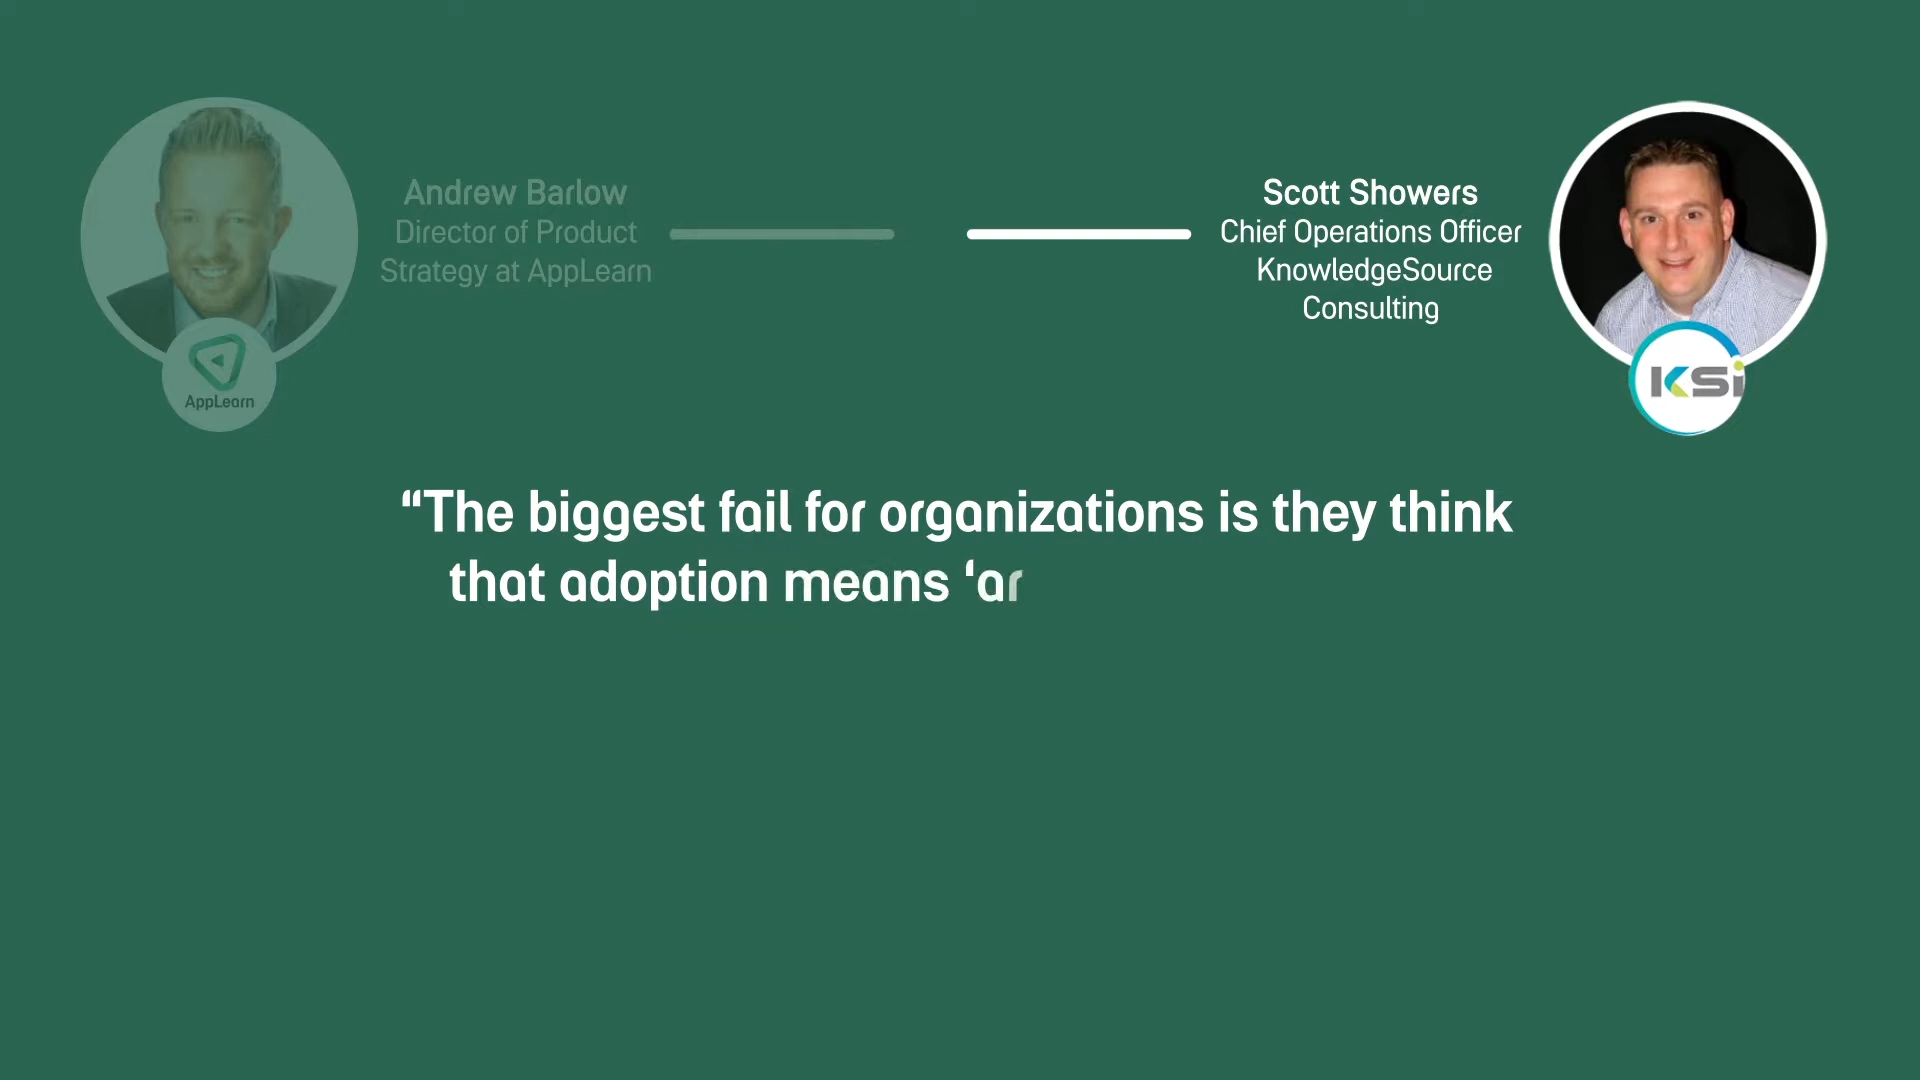 Andrew Barlow
Director of Product
Strategy at AppLearn
AppLearn
Scott Showers
Chief Operations Officer
KnowledgeSource
Consulting
KSi
“The biggest fail for organizations is they think
that adoption means ‘ar